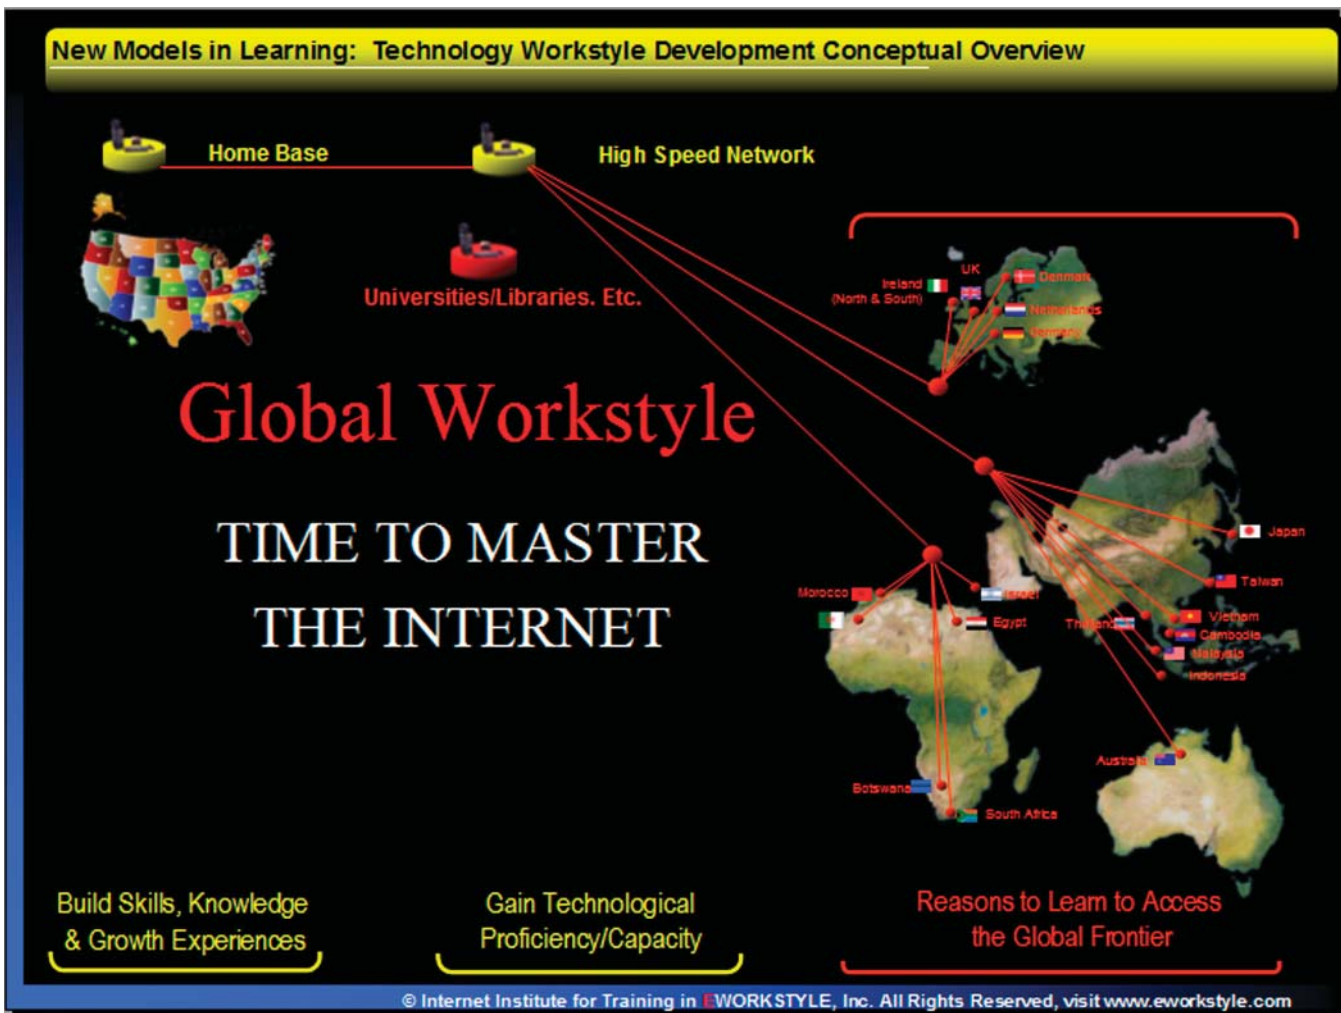 New Models in Learning: Technology Workstyle Development Conceptual Overview
Home Base
High Speed Network
Universities/Libraries. Etc.
UK
Ireland
(North & South)
Denmark
Netherlands
Germany
Global Workstyle
TIME TO MASTER
THE INTERNET
Japan
Taiwan
Morocco
Israel
Egypt
Thailand
Vietnam
Cambodia
Malaysia
Indonesia
Australia
Botswana
South Africa
Build Skills, Knowledge
& Growth Experiences
Gain Technological
Proficiency/Capacity
Reasons to Learn to Access
the Global Frontier
© Internet Institute for Training in EWORKSTYLE, Inc. All Rights Reserved, visit www.eworkstyle.com